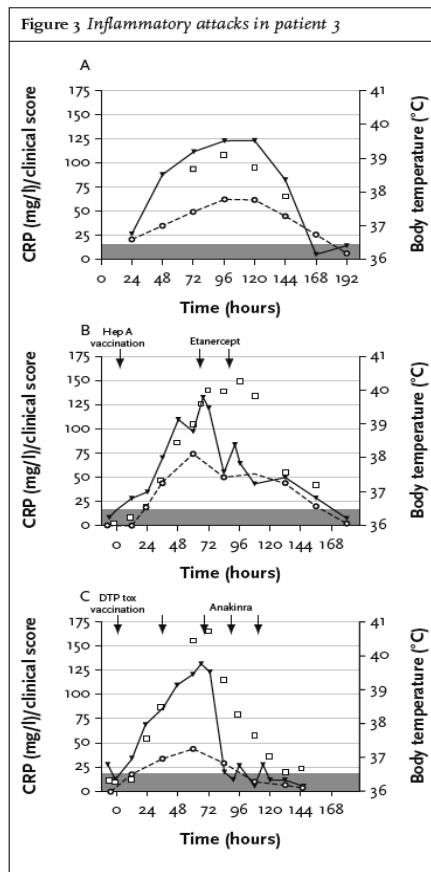 Figure 3 Inflammatory attacks in patient 3
A
CRP (mg/l)/clinical score
175
150
125
100
75
50
25
0
41
40
39
38
37
36
Body temperature (°C)
0 24 48 72 96 120 144 168 192
Time (hours)
B
Hep A
vaccination
Etanercept
CRP (mg/l)/clinical score
175
150
125
100
75
50
25
0
41
40
39
38
37
36
Body temperature (°C)
0 24 48 72 96 120 144 168
Time (hours)
C
DTP tox
vaccination
Anakinra
CRP (mg/l)/clinical score
175
150
125
100
75
50
25
0
41
40
39
38
37
36
Body temperature (°C)
0 24 48 72 96 120 144 168
Time (hours)